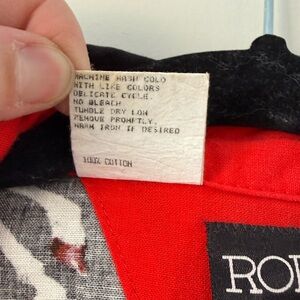 MACHINE WASH COLD
WITH LIKE COLORS
DELICATE CYCLE.
NO BLEACH
TUMBLE DRY LOW
REMOVE PROMPTLY.
WARM IRON IF DESIRED
100% COTTON